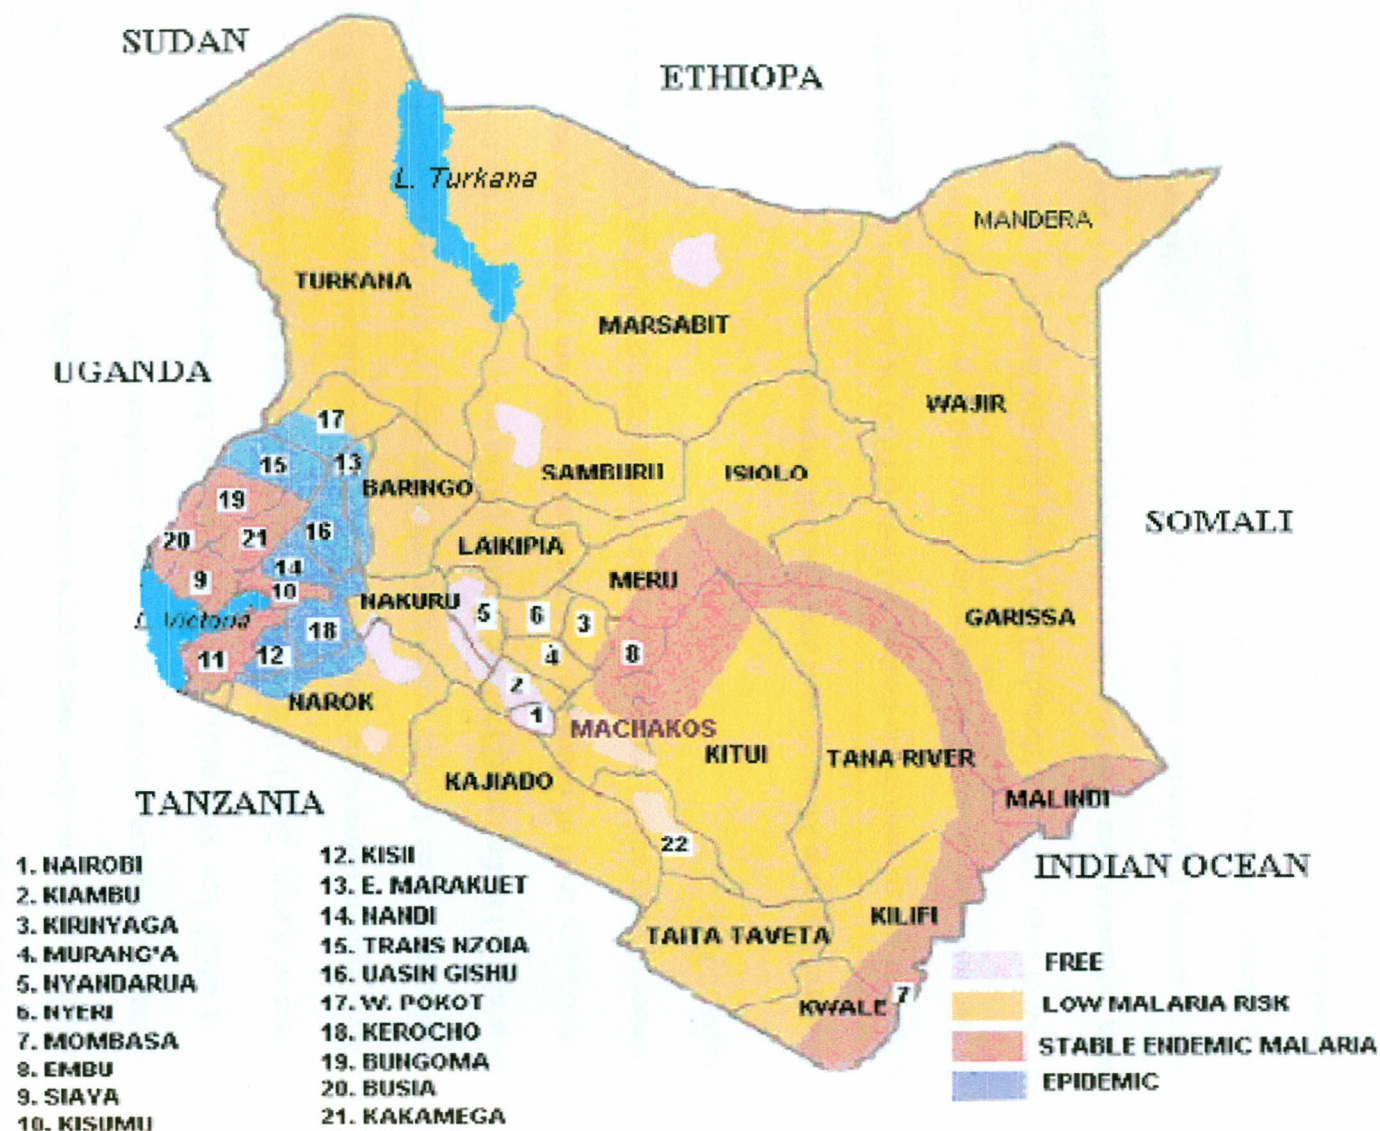 SUDAN
ETHIOPA
L. Turkana
MANDERA
TURKANA
MARSABIT
UGANDA
WAJIR
17
15
13
SAMBURU
ISIOLO
BARINGO
19
SOMALI
20
21
16
LAIKIPIA
14
9
10
MERU
NAKURU
5
6
3
GARISSA
L Victoria
18
12
11
4
8
2
NAROK
1
MACHAKOS
KITUI
TANA RIVER
KAJIADO
MALINDI
TANZANIA
22
INDIAN OCEAN
KILIFI
TAITA TAVETA
7
KWALE
1. NAIROBI
2. KIAMBU
3. KIRINYAGA
4. MURANG'A
5. NYANDARUA
6. NYERI
7. MOMBASA
8. EMBU
9. SIAYA
10. KISUMU
12. KISII
13. E. MARAKUET
14. NANDI
15. TRANS NZOIA
16. UASIN GISHU
17. W. POKOT
18. KEROCHO
19. BUNGOMA
20. BUSIA
21. KAKAMEGA
FREE
LOW MALARIA RISK
STABLE ENDEMIC MALARIA
EPIDEMIC